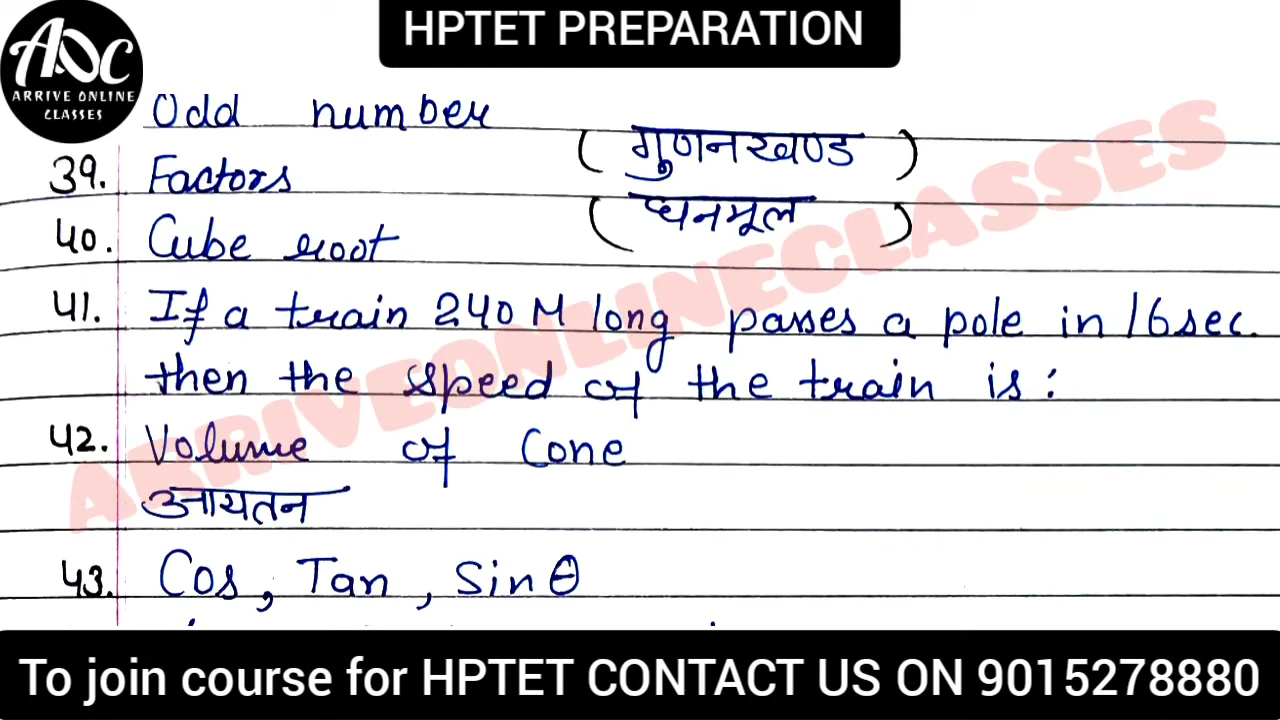 HPTET PREPARATION
ADC
ARRIVE ONLINE
CLASSES
Odd number
39. Factors (गुणनखण्ड)
40. Cube root (घनमूल)
41. If a train 240 M long passes a pole in 16sec.
then the speed of the train is:
42. Volume of Cone
आयतन
43. Cos, Tan, Sin θ
ARRIVEONLINECLASSES
To join course for HPTET CONTACT US ON 9015278880